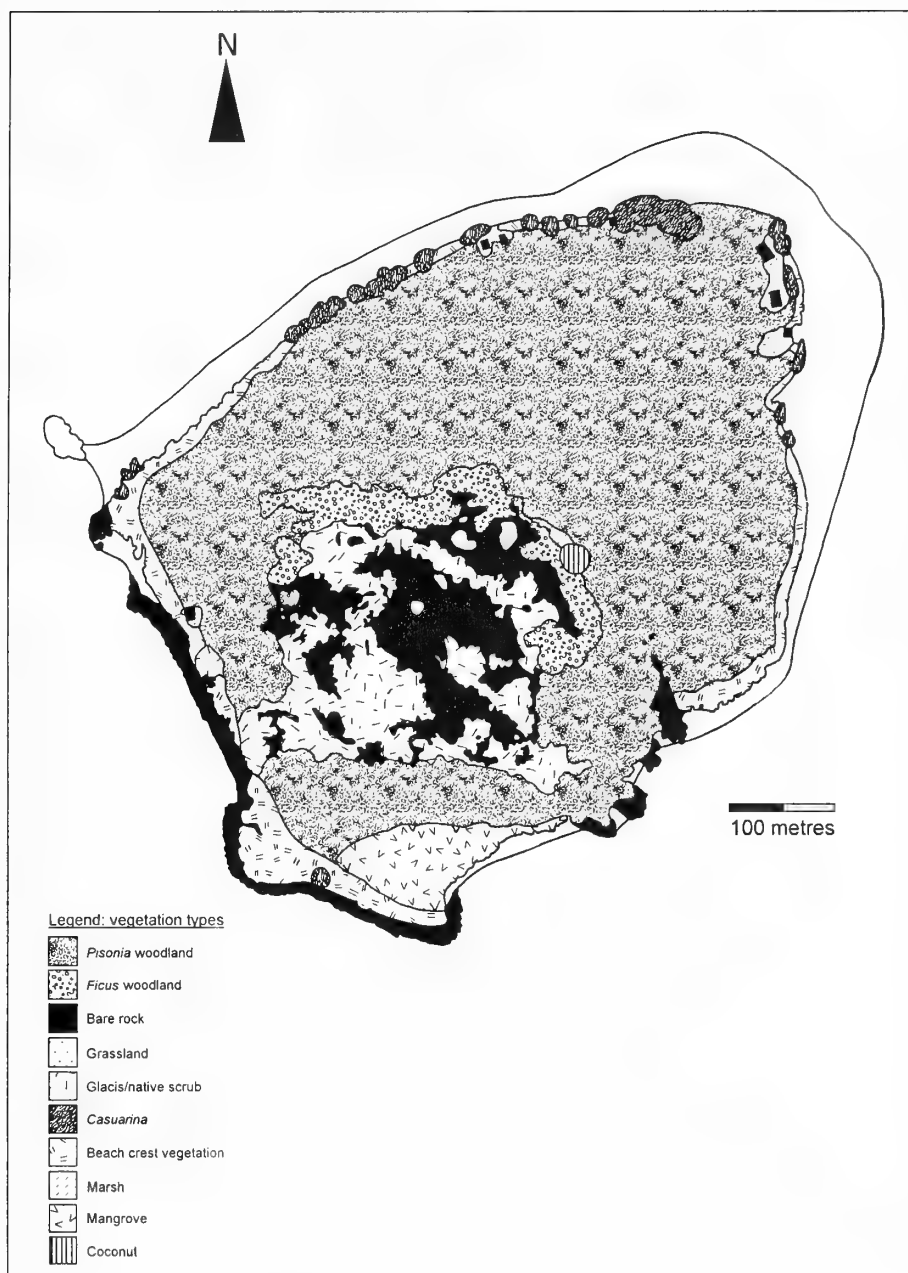 N
100 metres
Legend: vegetation types
Pisonia woodland
Ficus woodland
Bare rock
Grassland
Glacis/native scrub
Casuarina
Beach crest vegetation
Marsh
Mangrove
Coconut